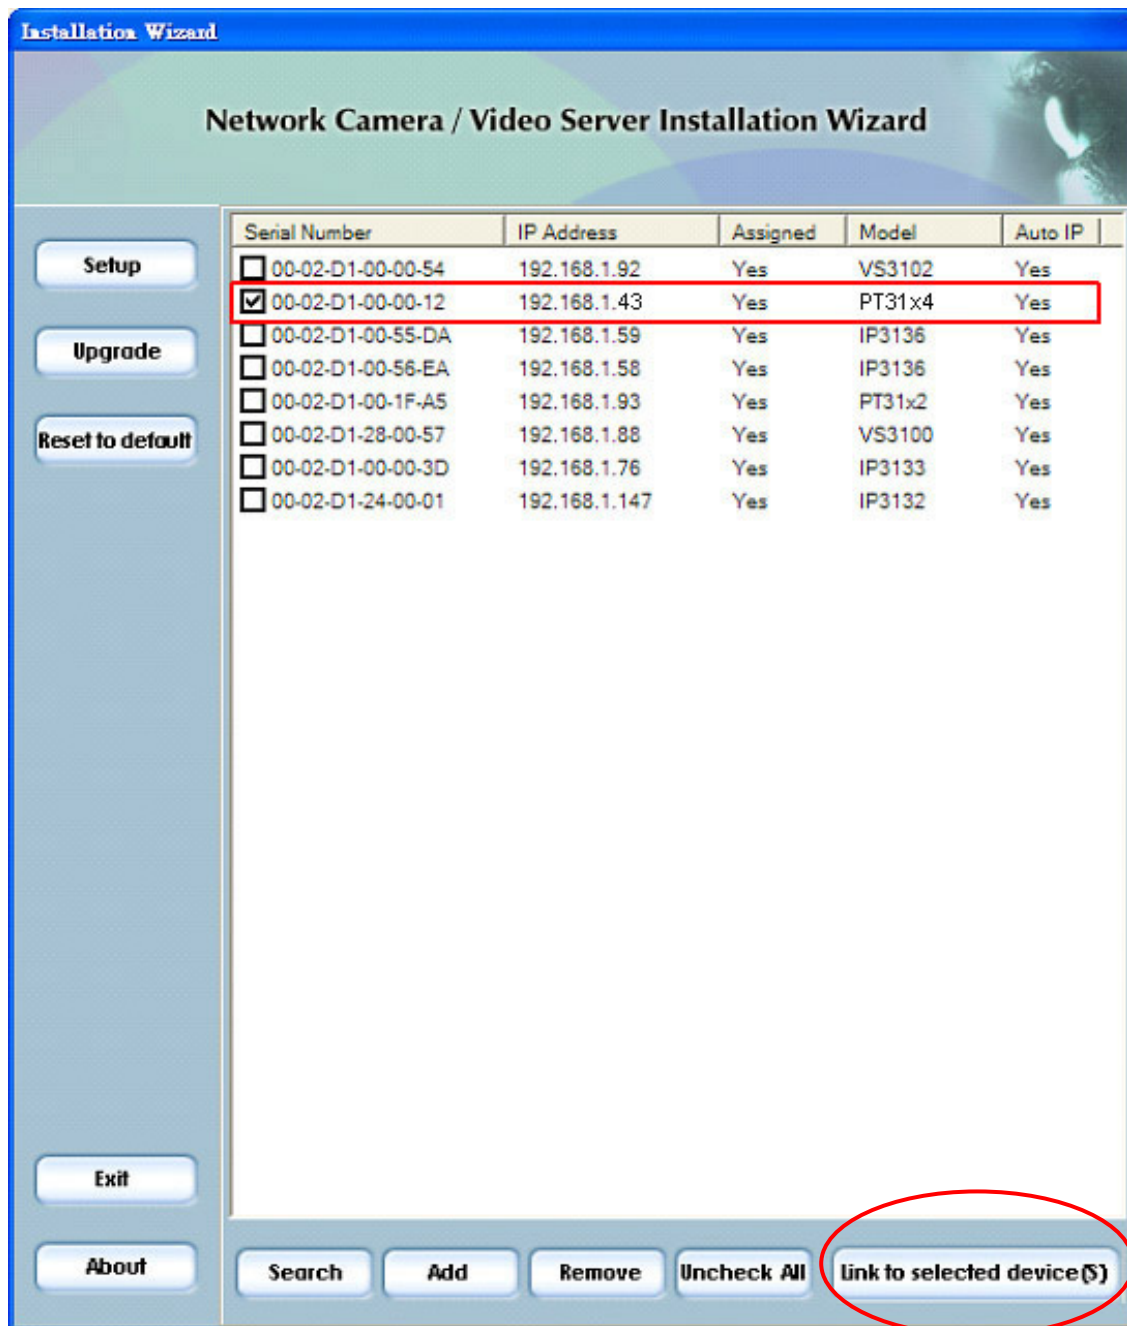 Installation Wizard
Network Camera / Video Server Installation Wizard
Setup
Upgrade
Reset to default
Exit
About
Serial Number IP Address Assigned Model Auto IP
00-02-D1-00-00-54 192.168.1.92 Yes VS3102 Yes
00-02-D1-00-00-12 192.168.1.43 Yes PT31x4 Yes
00-02-D1-00-55-DA 192.168.1.59 Yes IP3136 Yes
00-02-D1-00-56-EA 192.168.1.58 Yes IP3136 Yes
00-02-D1-00-1F-A5 192.168.1.93 Yes PT31x2 Yes
00-02-D1-28-00-57 192.168.1.88 Yes VS3100 Yes
00-02-D1-00-00-3D 192.168.1.76 Yes IP3133 Yes
00-02-D1-24-00-01 192.168.1.147 Yes IP3132 Yes
Search Add Remove Uncheck All Link to selected device(S)